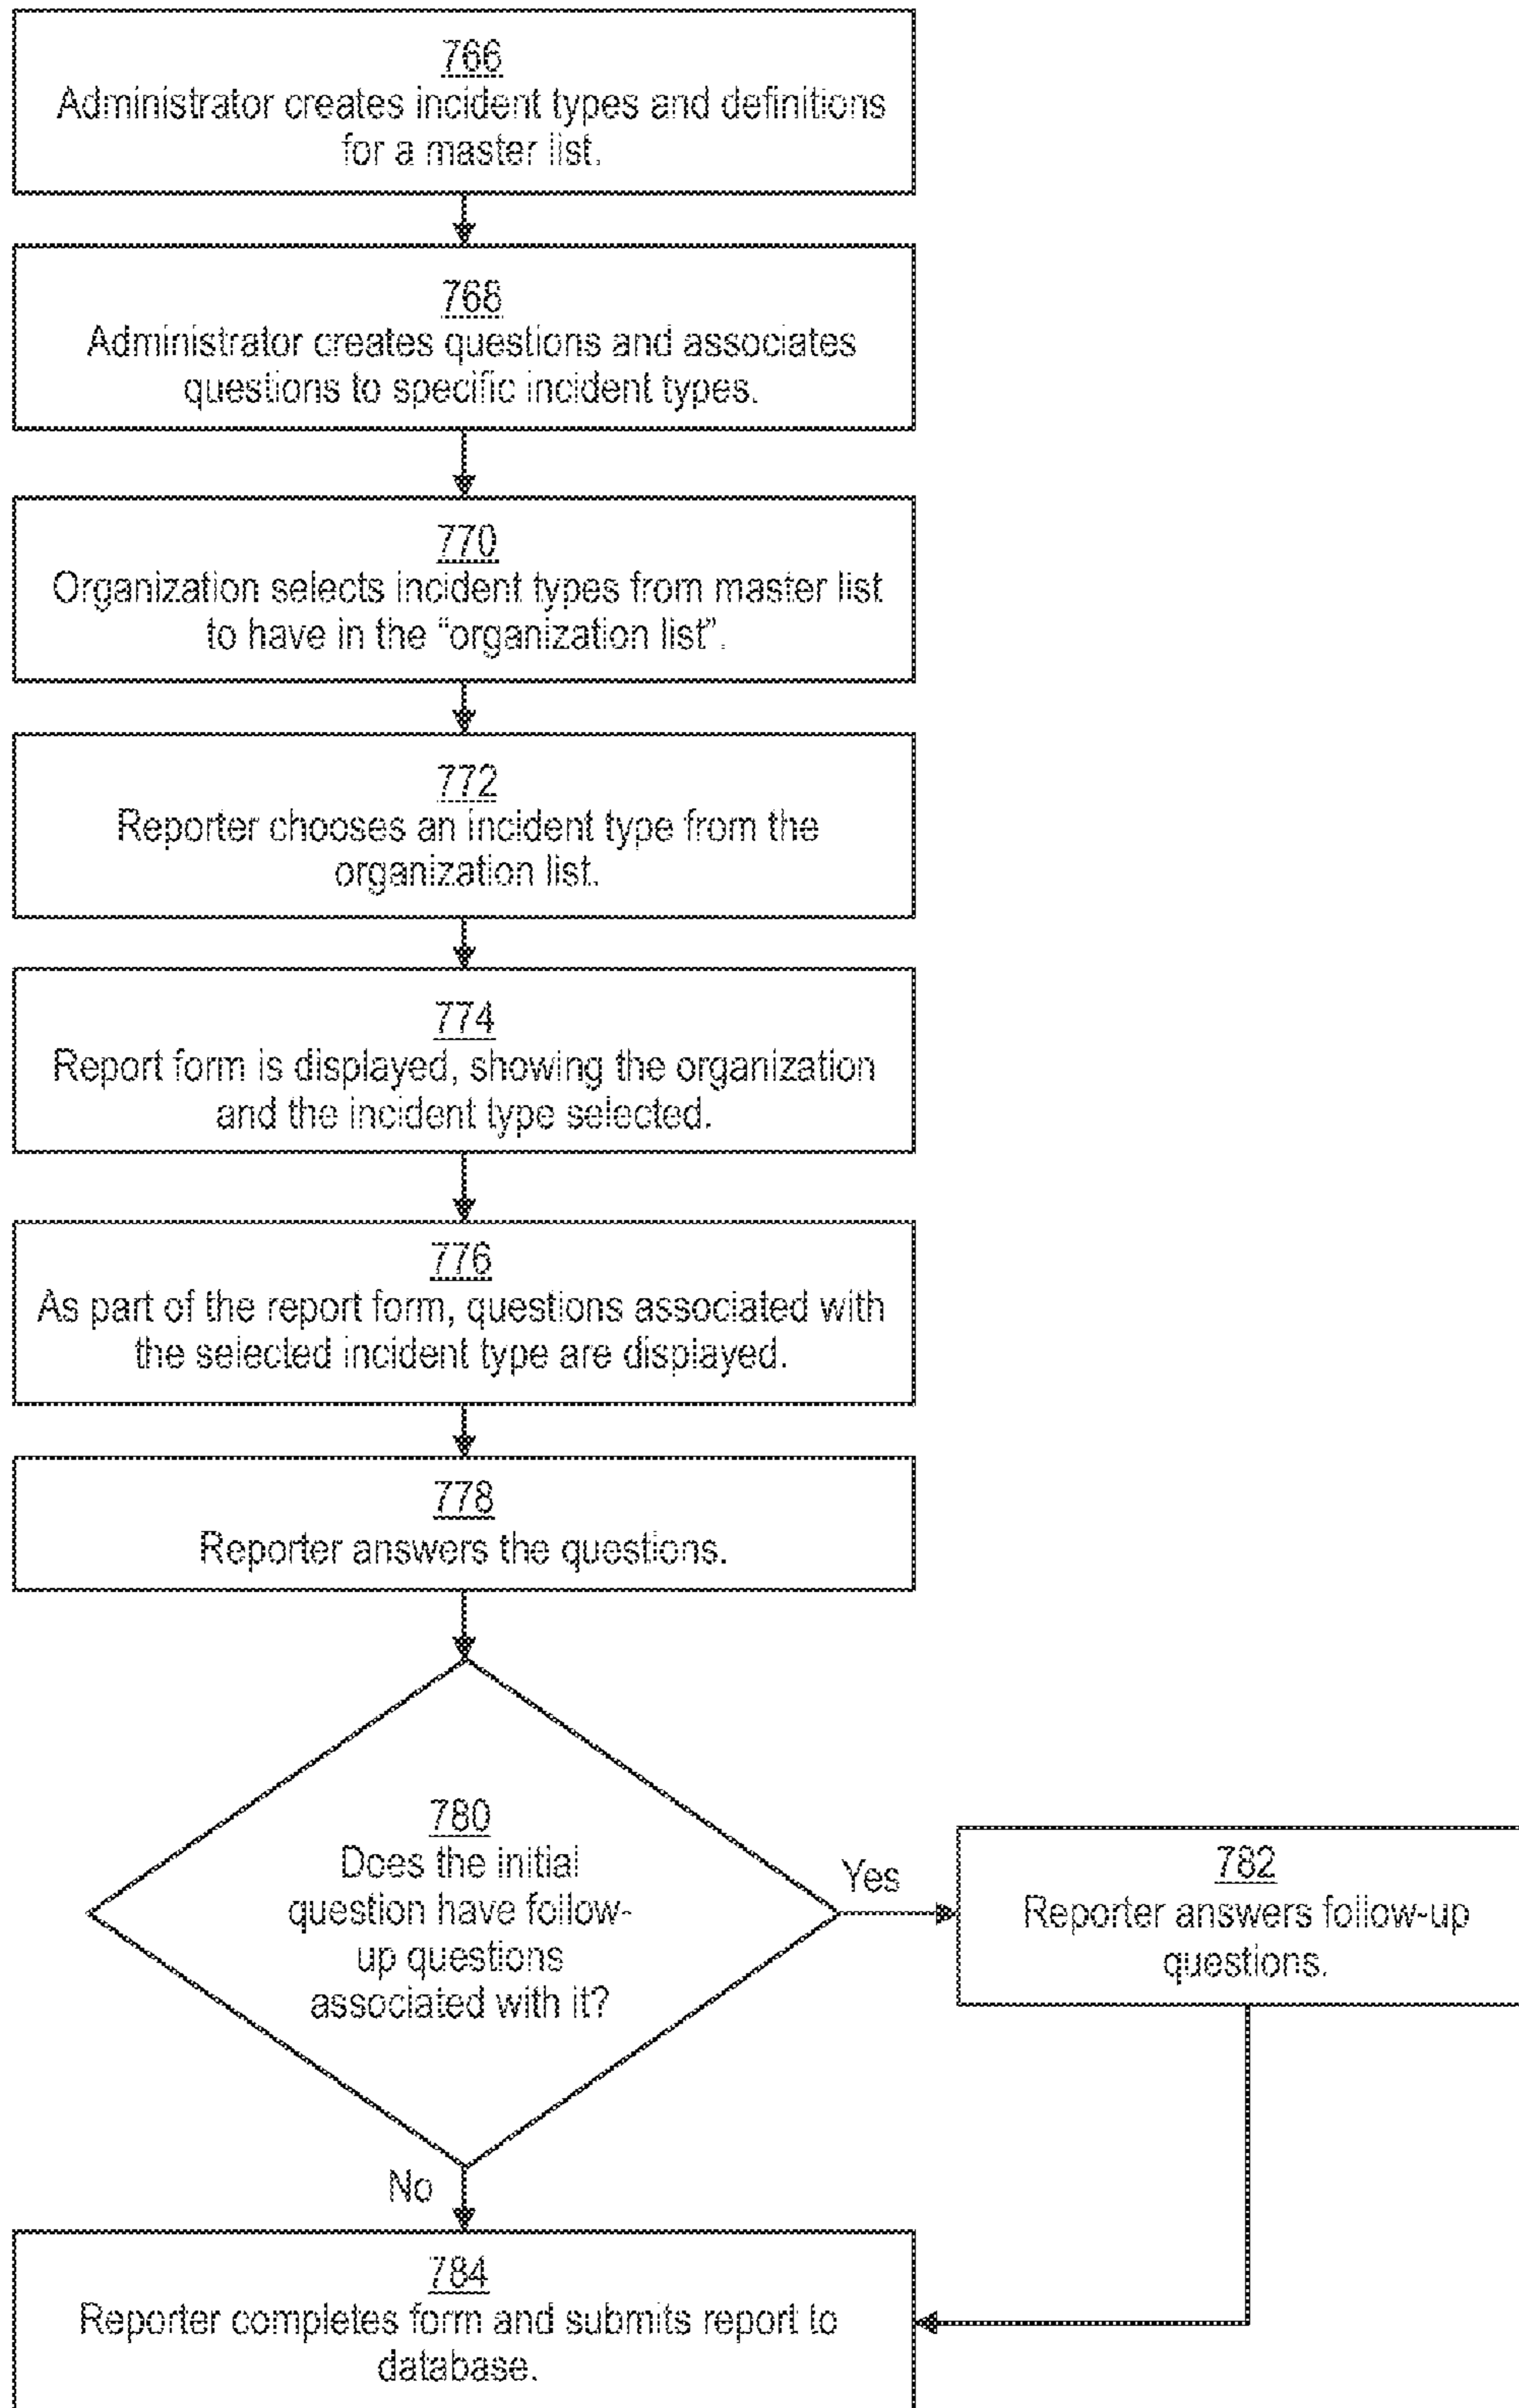 766
Administrator creates incident types and definitions
for a master list.
768
Administrator creates questions and associates
questions to specific incident types.
770
Organization selects incident types from master list
to have in the “organization list”.
772
Reporter chooses an incident type from the
organization list.
774
Report form is displayed, showing the organization
and the incident type selected.
776
As part of the report form, questions associated with
the selected incident type are displayed.
778
Reporter answers the questions.
780
Does the initial
question have follow-
up questions
associated with it?
Yes
782
Reporter answers follow-up
questions.
No
784
Reporter completes form and submits report to
database.